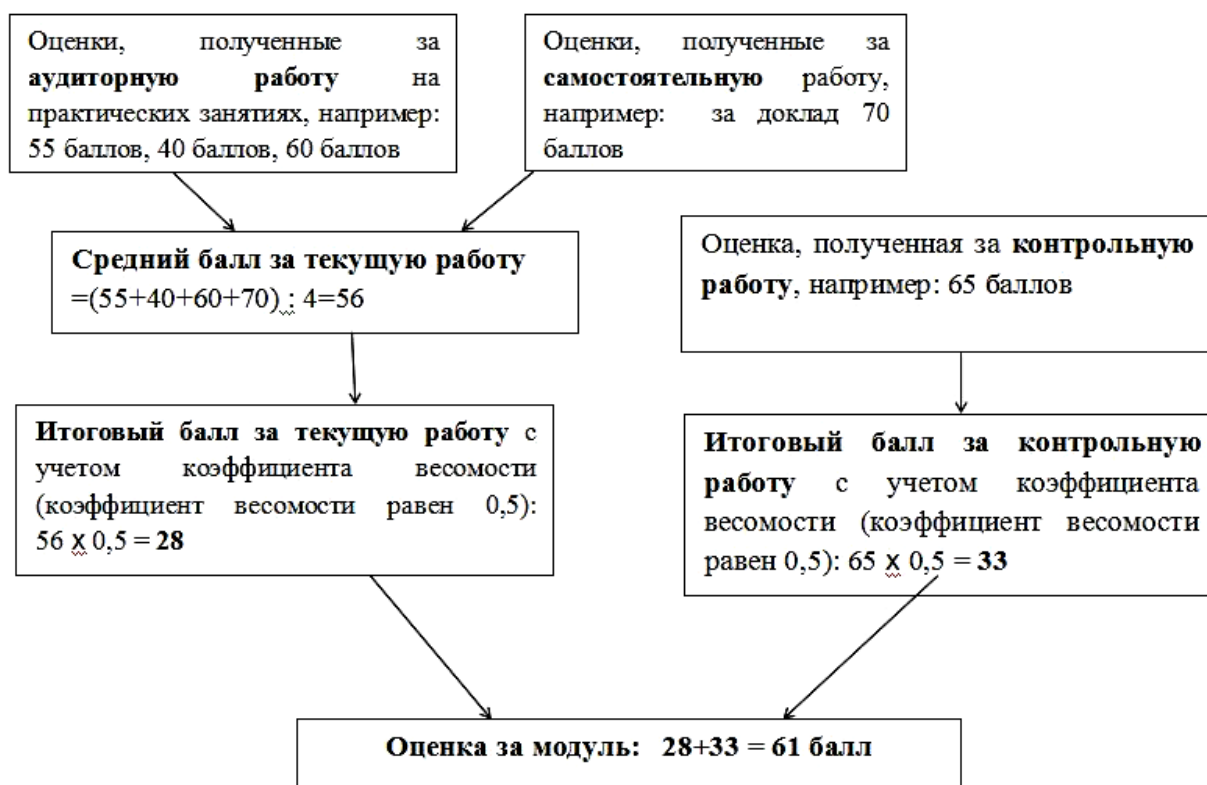 Оценки, полученные за
аудиторную работу на
практических занятиях, например:
55 баллов, 40 баллов, 60 баллов
Оценки, полученные за
самостоятельную работу,
например: за доклад 70
баллов
Средний балл за текущую работу
=(55+40+60+70) : 4=56
Оценка, полученная за контрольную
работу, например: 65 баллов
Итоговый балл за текущую работу с
учетом коэффициента весомости
(коэффициент весомости равен 0,5):
56 х 0,5 = 28
Итоговый балл за контрольную
работу с учетом коэффициента
весомости (коэффициент весомости
равен 0,5): 65 х 0,5 = 33
Оценка за модуль: 28+33 = 61 балл